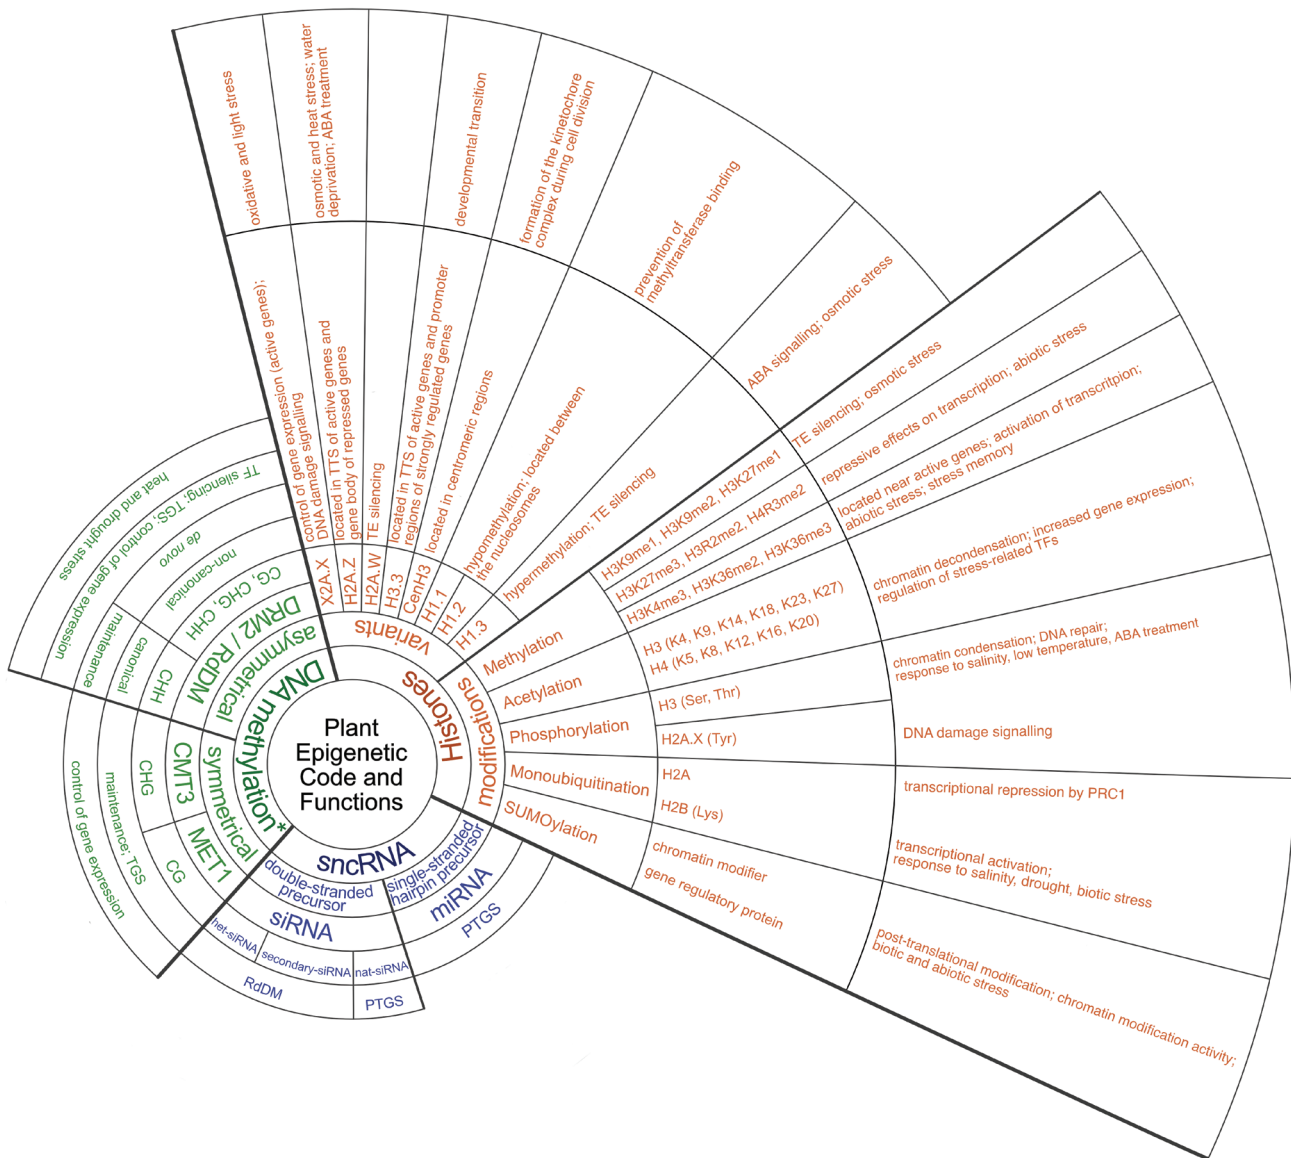 Plant
Epigenetic
Code and
Functions
DNA methylation*
asymmetrical
DRM2 / RdDM
CG, CHG, CHH
CHH
non-canonical
canonical
de novo
maintenance
TF silencing; TGS; control of gene expression
heat and drought stress
symmetrical
CMT3
MET1
CHG
CG
maintenance; TGS
control of gene expression
Histones
variants
X2A.X
H2A.Z
H2A.W
H3.3
CenH3
H1.1
H1.2
H1.3
control of gene expression (active genes);
DNA damage signalling
located in TTS of active genes and
gene body of repressed genes
TE silencing
located in TTS of active genes and promoter
regions of strongly regulated genes
located in centromeric regions
hypomethylation; located between
the nucleosomes
hypermethylation; TE silencing
oxidative and light stress
osmotic and heat stress; water
deprivation; ABA treatment
developmental transition
formation of the kinetochore
complex during cell division
prevention of
methyltransferase binding
ABA signalling; osmotic stress
modifications
Methylation
H3K9me1, H3K9me2, H3K27me1
TE silencing; osmotic stress
H3K27me3, H3R2me2, H4R3me2
repressive effects on transcription; abiotic stress
H3K4me3, H3K36me2, H3K36me3
located near active genes; activation of transcritpion;
abiotic stress; stress memory
Acetylation
H3 (K4, K9, K14, K18, K23, K27)
H4 (K5, K8, K12, K16, K20)
chromatin decondensation; increased gene expression;
regulation of stress-related TFs
Phosphorylation
H3 (Ser, Thr)
chromatin condensation; DNA repair;
response to salinity, low temperature, ABA treatment
H2A.X (Tyr)
DNA damage signalling
Monoubiquitination
H2A
transcriptional repression by PRC1
H2B (Lys)
transcriptional activation;
response to salinity, drought, biotic stress
SUMOylation
chromatin modifier
gene regulatory protein
post-translational modification; chromatin modification activity;
biotic and abiotic stress
sncRNA
double-stranded
precursor
siRNA
het-siRNA
secondary-siRNA
nat-siRNA
RdDM
PTGS
single-stranded
hairpin precursor
miRNA
PTGS